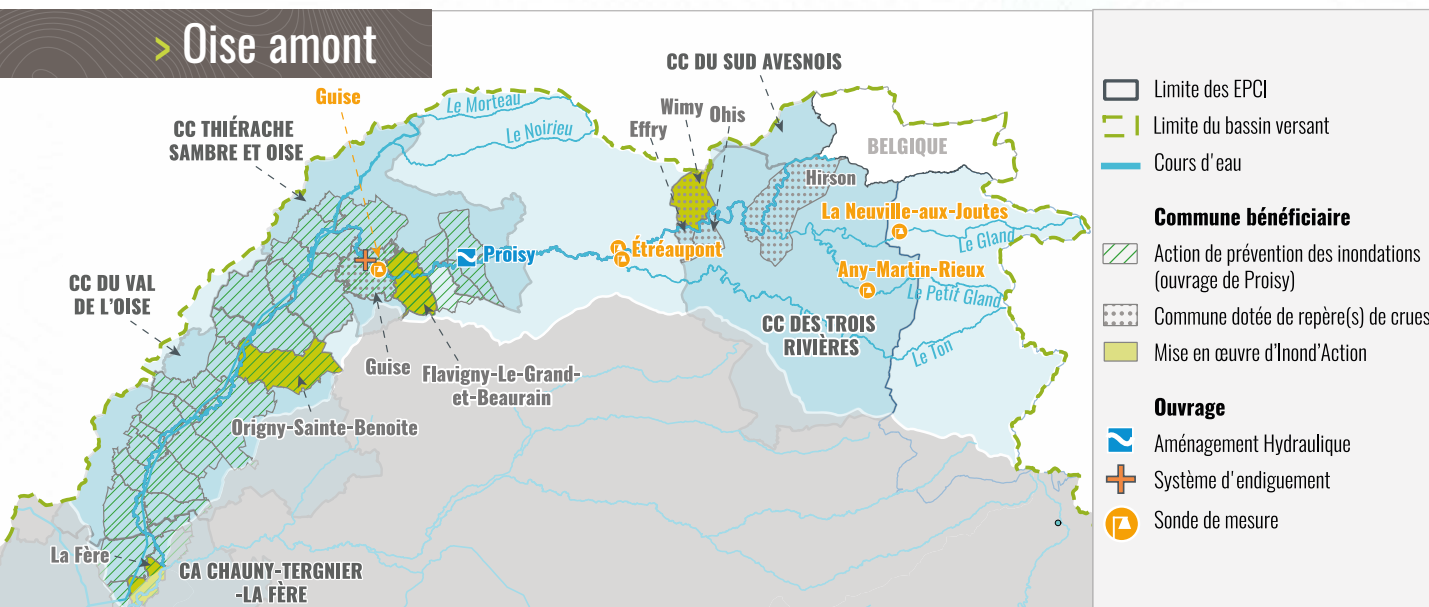 > Oise amont
CC DU SUD AVESNOIS
Guise
Le Morteau
Le Noirieu
Wimy
Ohis
Effry
CC THIÉRACHE
SAMBRE ET OISE
BELGIQUE
Hirson
La Neuville-aux-Joutes
Le Gland
Proisy
Étréaupont
Any-Martin-Rieux
Le Petit Gland
CC DU VAL
DE L'OISE
CC DES TROIS
RIVIÈRES
Le Ton
Guise
Flavigny-Le-Grand-
et-Beaurain
Origny-Sainte-Benoite
La Fère
CA CHAUNY-TERGNIER
-LA FÈRE
Limite des EPCI
Limite du bassin versant
Cours d'eau
Commune bénéficiaire
Action de prévention des inondations
(ouvrage de Proisy)
Commune dotée de repère(s) de crues
Mise en œuvre d'Inond'Action
Ouvrage
Aménagement Hydraulique
Système d'endiguement
Sonde de mesure